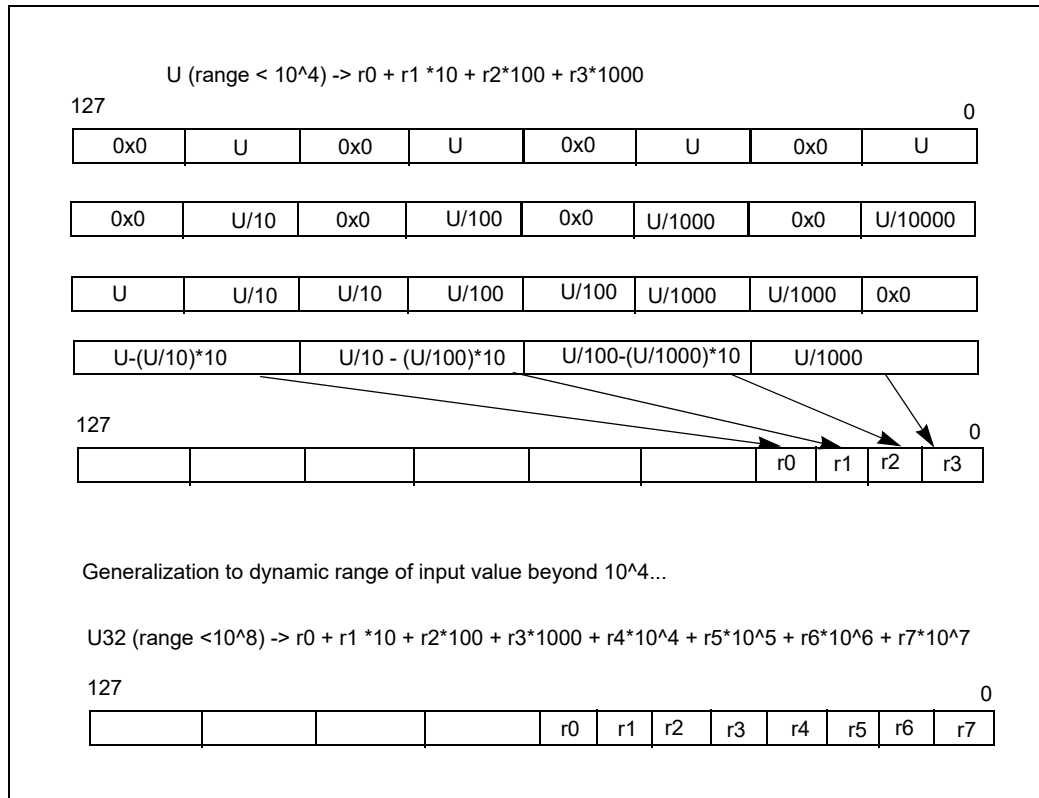 U (range < 10^4) -> r0 + r1 *10 + r2*100 + r3*1000
127 0
0x0 U 0x0 U 0x0 U 0x0 U
0x0 U/10 0x0 U/100 0x0 U/1000 0x0 U/10000
U U/10 U/10 U/100 U/100 U/1000 U/1000 0x0
U-(U/10)*10 U/10 - (U/100)*10 U/100-(U/1000)*10 U/1000
127 0
r0 r1 r2 r3
Generalization to dynamic range of input value beyond 10^4...
U32 (range <10^8) -> r0 + r1 *10 + r2*100 + r3*1000 + r4*10^4 + r5*10^5 + r6*10^6 + r7*10^7
127 0
r0 r1 r2 r3 r4 r5 r6 r7